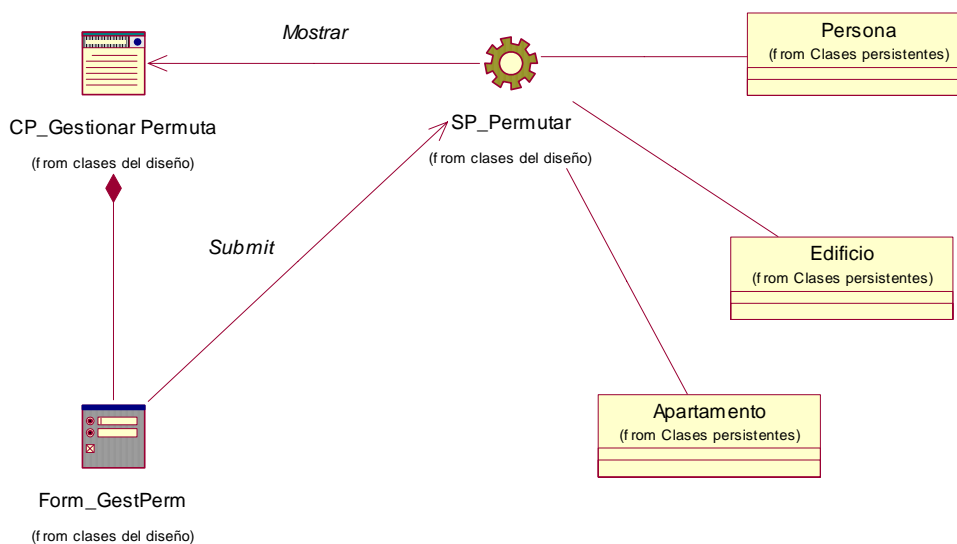 Mostrar
Persona
(from Clases persistentes)
CP_Gestionar Permuta
(from clases del diseño)
SP_Permutar
(from clases del diseño)
Submit
Edificio
(from Clases persistentes)
Apartamento
(from Clases persistentes)
Form_GestPerm
(from clases del diseño)